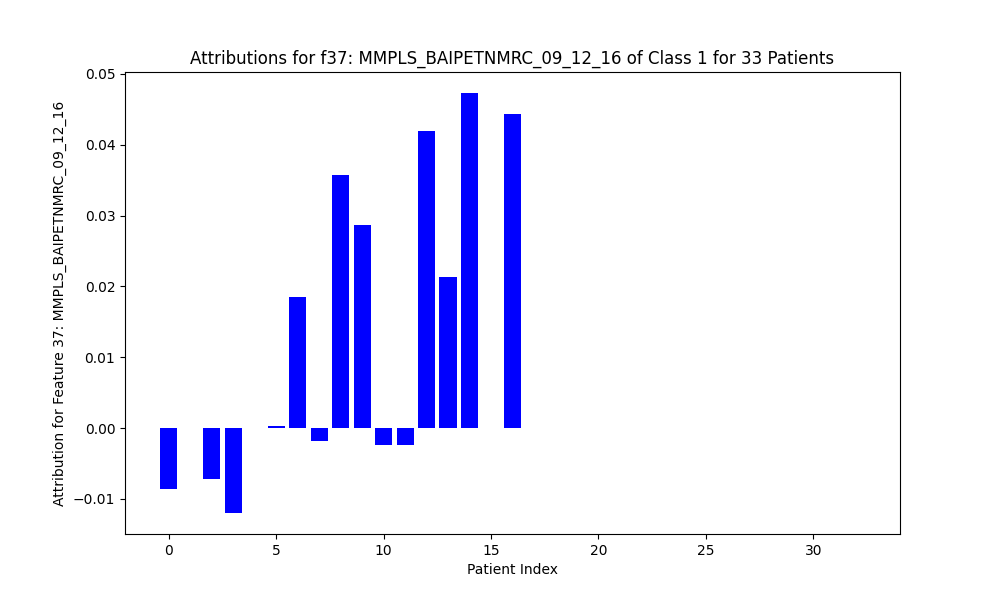 Attributions for f37: MMPLS_BAIPETNMRC_09_12_16 of Class 1 for 33 Patients
Attribution for Feature 37: MMPLS_BAIPETNMRC_09_12_16
0.05
0.04
0.03
0.02
0.01
0.00
−0.01
0 5 10 15 20 25 30
Patient Index